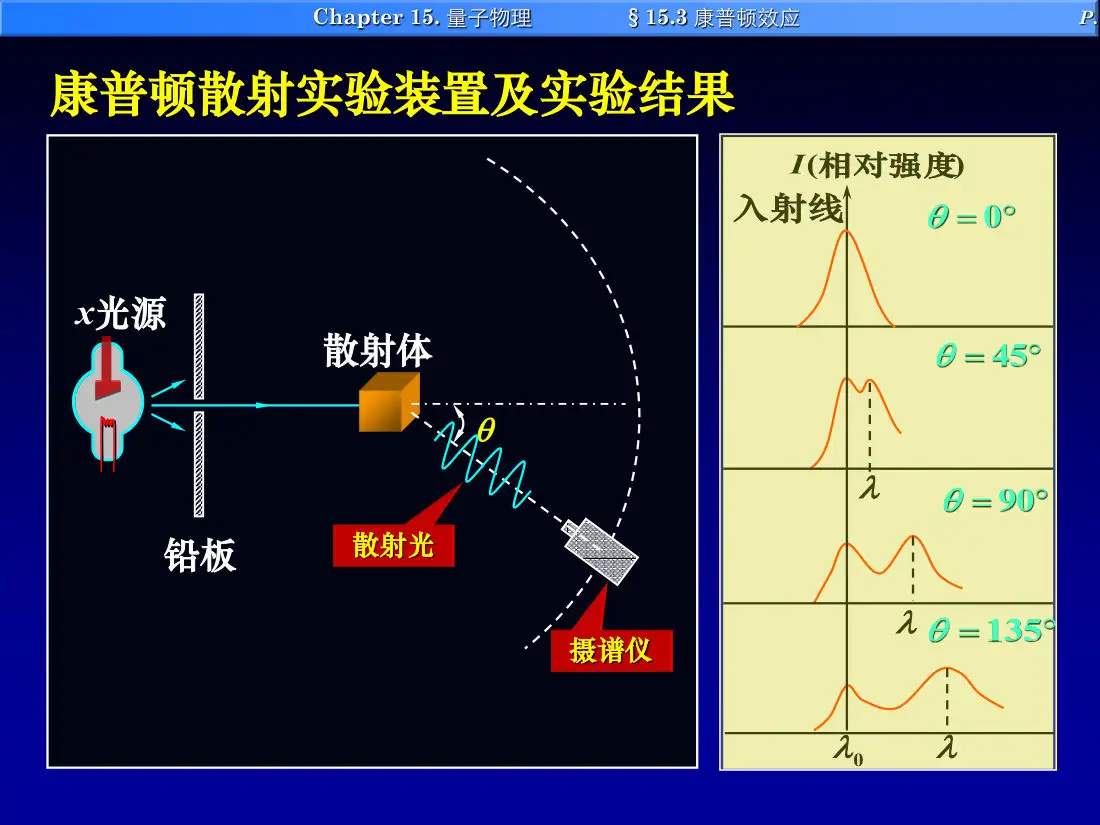 Chapter 15. 量子物理 § 15.3 康普顿效应 P.
康普顿散射实验装置及实验结果
x光源
散射体
θ
散射光
铅板
摄谱仪
I(相对强度)
入射线
θ = 0°
θ = 45°
λ
θ = 90°
λ
θ = 135°
λ₀ λ